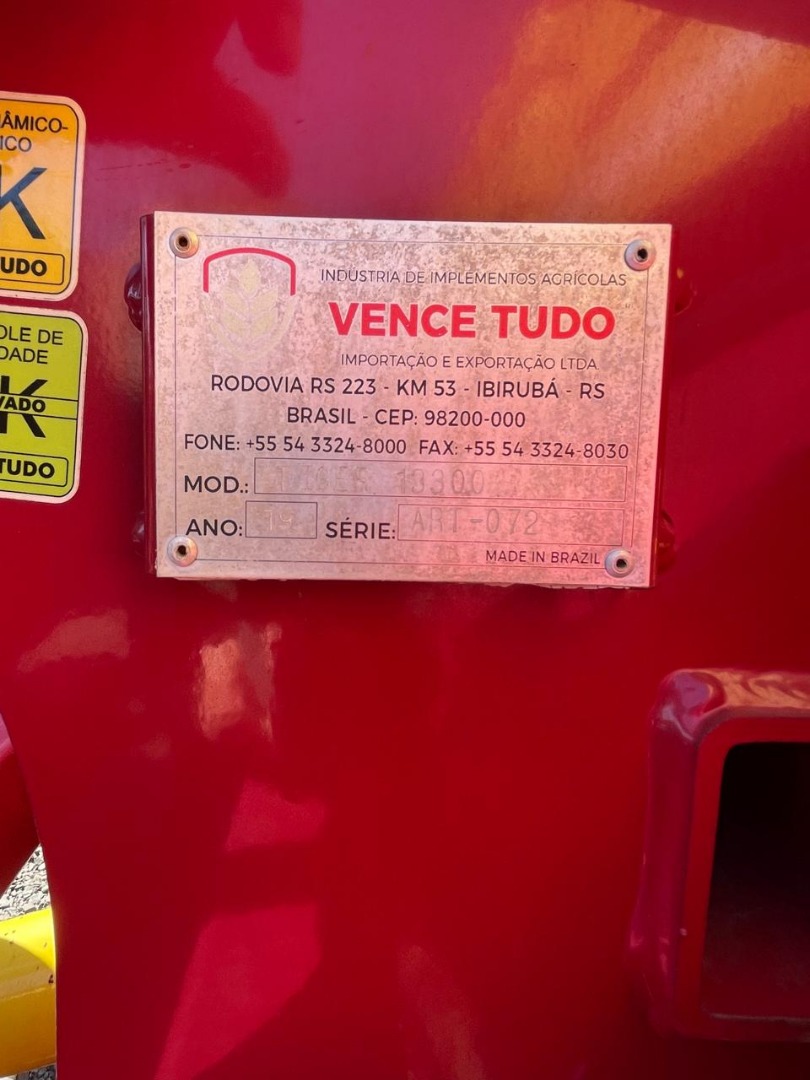 ÂMICO-
ICO
K
UDO
OLE DE
DADE
K
VADO
TUDO
INDÚSTRIA DE IMPLEMENTOS AGRÍCOLAS
VENCE TUDO
IMPORTAÇÃO E EXPORTAÇÃO LTDA.
RODOVIA RS 223 - KM 53 - IBIRUBÁ - RS
BRASIL - CEP: 98200-000
FONE: +55 54 3324-8000 FAX: +55 54 3324-8030
MOD.: 13300
ANO: 19 SÉRIE: ART-072
MADE IN BRAZIL